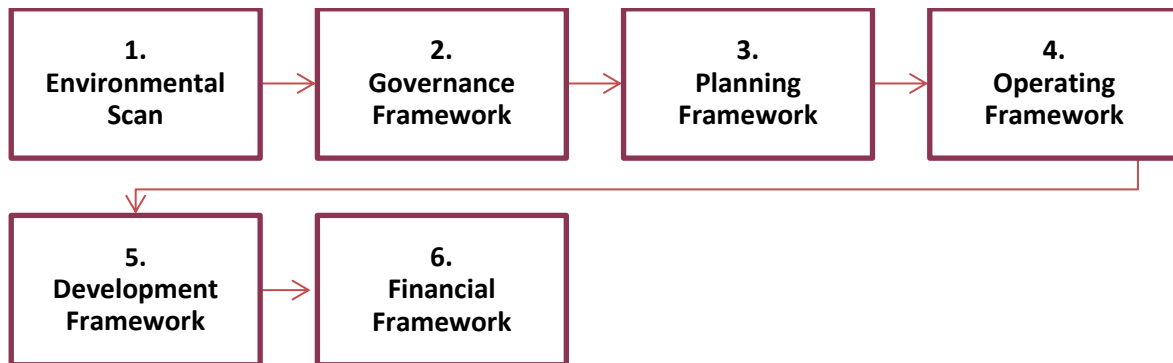 1.
Environmental
Scan
2.
Governance
Framework
3.
Planning
Framework
4.
Operating
Framework
5.
Development
Framework
6.
Financial
Framework